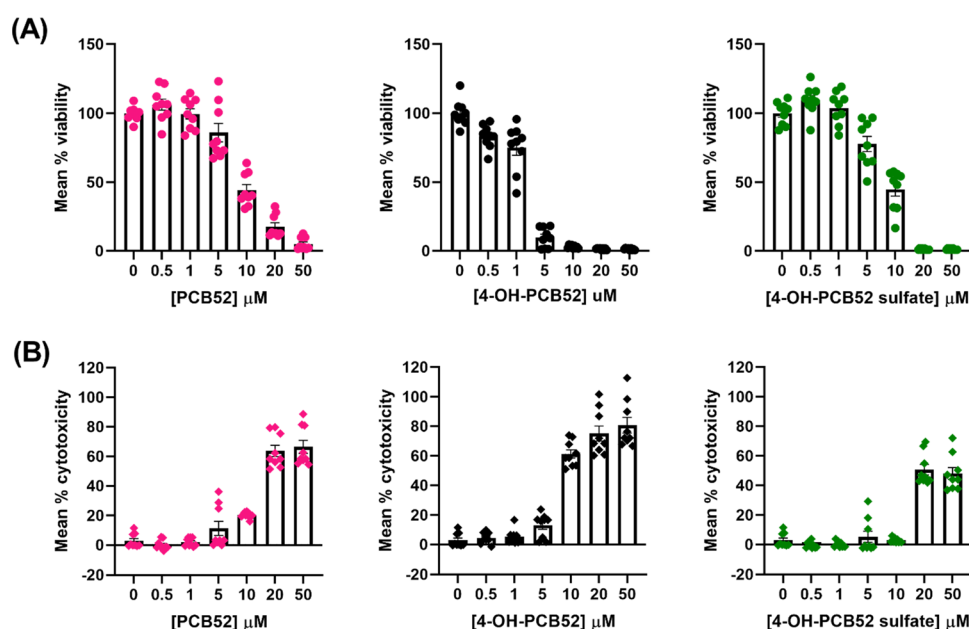 (A)
Mean % viability
150
100
50
0
0 0.5 1 5 10 20 50
[PCB52] μM
Mean % viability
150
100
50
0
0 0.5 1 5 10 20 50
[4-OH-PCB52] uM
Mean % viability
150
100
50
0
0 0.5 1 5 10 20 50
[4-OH-PCB52 sulfate] μM
(B)
Mean % cytotoxicity
120
100
80
60
40
20
0
-20
0 0.5 1 5 10 20 50
[PCB52] μM
Mean % cytotoxicity
120
100
80
60
40
20
0
-20
0 0.5 1 5 10 20 50
[4-OH-PCB52] μM
Mean % cytotoxicity
120
100
80
60
40
20
0
-20
0 0.5 1 5 10 20 50
[4-OH-PCB52 sulfate] μM